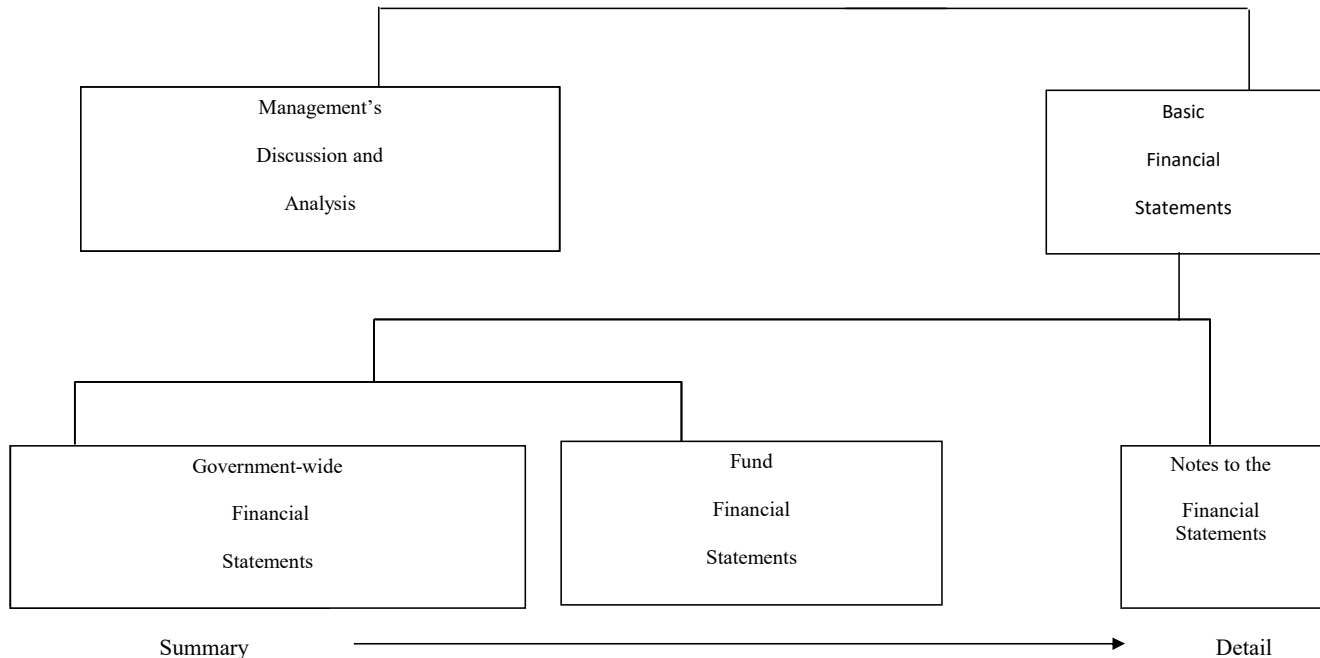 Management’s
Discussion and
Analysis
Basic
Financial
Statements
Government-wide
Financial
Statements
Fund
Financial
Statements
Notes to the
Financial
Statements
Summary
Detail